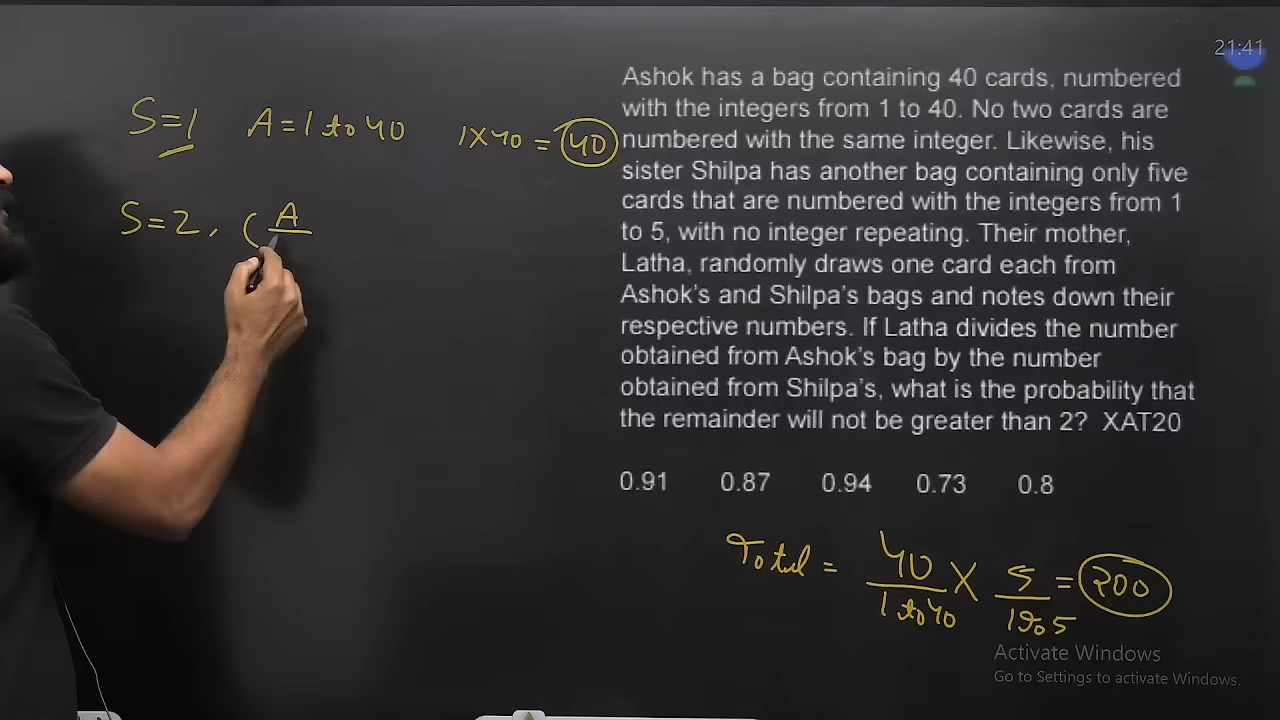 21:41
S=1 A=1 to 40 1X40 = 40
S=2, (A
Ashok has a bag containing 40 cards, numbered
with the integers from 1 to 40. No two cards are
numbered with the same integer. Likewise, his
sister Shilpa has another bag containing only five
cards that are numbered with the integers from 1
to 5, with no integer repeating. Their mother,
Latha, randomly draws one card each from
Ashok's and Shilpa's bags and notes down their
respective numbers. If Latha divides the number
obtained from Ashok's bag by the number
obtained from Shilpa's, what is the probability that
the remainder will not be greater than 2? XAT20
0.91 0.87 0.94 0.73 0.8
Total = 40 X 5 = 200
1 to 40 1 to 5
Activate Windows
Go to Settings to activate Windows.